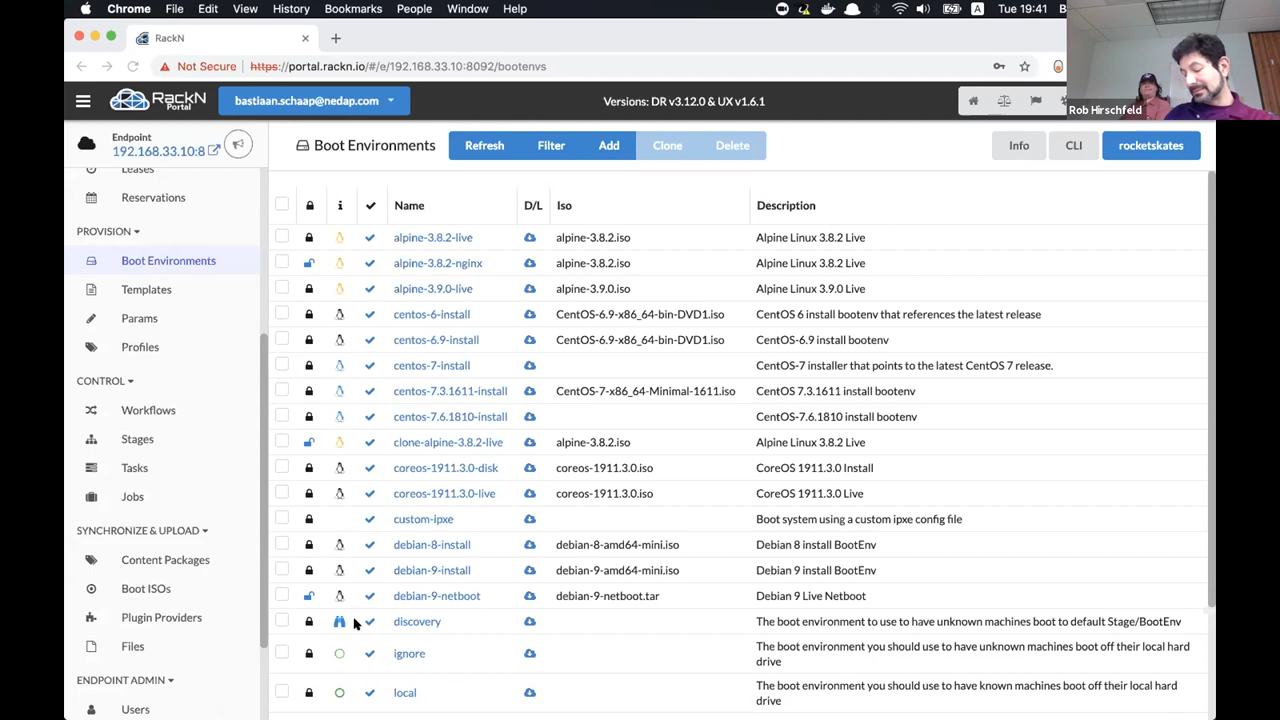 Chrome File Edit View History Bookmarks People Window Help
A Tue 19:41
RackN
Not Secure https://portal.rackn.io/#/e/192.168.33.10:8092/bootenvs
Rob Hirschfeld
RackN Portal
bastiaan.schaap@nedap.com
Versions: DR v3.12.0 & UX v1.6.1
Endpoint
192.168.33.10:8
Boot Environments
Refresh
Filter
Add
Clone
Delete
Info
CLI
rocketskates
Leases
Reservations
PROVISION
Boot Environments
Templates
Params
Profiles
CONTROL
Workflows
Stages
Tasks
Jobs
SYNCHRONIZE & UPLOAD
Content Packages
Boot ISOs
Plugin Providers
Files
ENDPOINT ADMIN
Users
Name D/L Iso Description
alpine-3.8.2-live alpine-3.8.2.iso Alpine Linux 3.8.2 Live
alpine-3.8.2-nginx alpine-3.8.2.iso Alpine Linux 3.8.2 Live
alpine-3.9.0-live alpine-3.9.0.iso Alpine Linux 3.9.0 Live
centos-6-install CentOS-6.9-x86_64-bin-DVD1.iso CentOS 6 install bootenv that references the latest release
centos-6.9-install CentOS-6.9-x86_64-bin-DVD1.iso CentOS-6.9 install bootenv
centos-7-install CentOS-7 installer that points to the latest CentOS 7 release.
centos-7.3.1611-install CentOS-7-x86_64-Minimal-1611.iso CentOS 7.3.1611 install bootenv
centos-7.6.1810-install CentOS-7.6.1810 install bootenv
clone-alpine-3.8.2-live alpine-3.8.2.iso Alpine Linux 3.8.2 Live
coreos-1911.3.0-disk coreos-1911.3.0.iso CoreOS 1911.3.0 Install
coreos-1911.3.0-live coreos-1911.3.0.iso CoreOS 1911.3.0 Live
custom-ipxe Boot system using a custom ipxe config file
debian-8-install debian-8-amd64-mini.iso Debian 8 install BootEnv
debian-9-install debian-9-amd64-mini.iso Debian 9 install BootEnv
debian-9-netboot debian-9-netboot.tar Debian 9 Live Netboot
discovery The boot environment to use to have unknown machines boot to default Stage/BootEnv
ignore The boot environment you should use to have unknown machines boot off their local hard
drive
local The boot environment you should use to have known machines boot off their local hard
drive